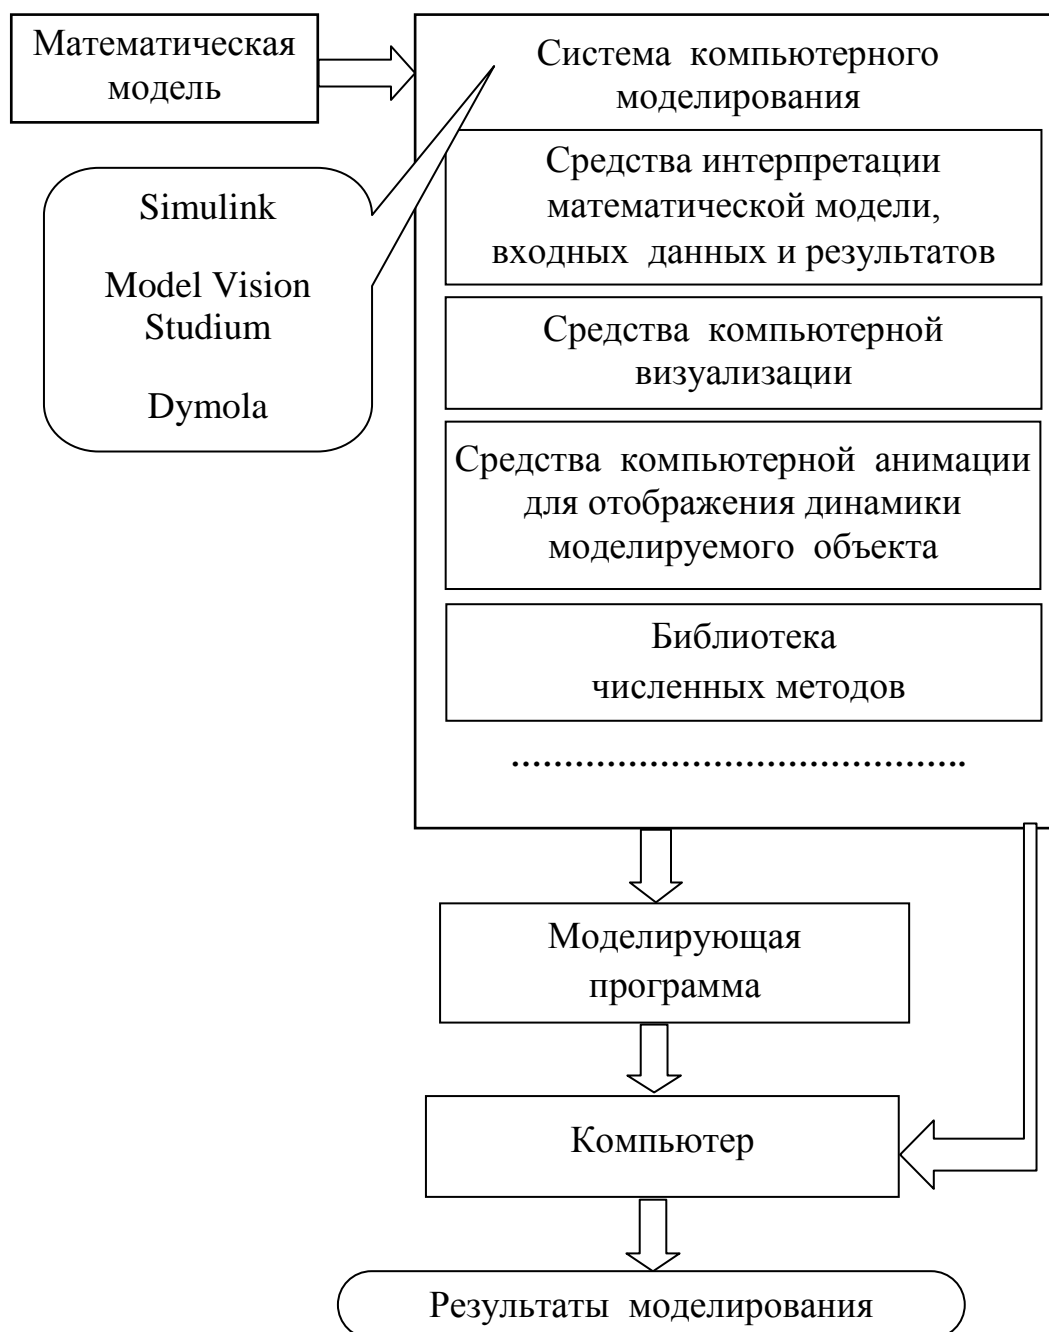 Математическая
модель
Система компьютерного
моделирования
Simulink
Model Vision
Studium
Dymola
Средства интерпретации
математической модели,
входных данных и результатов
Средства компьютерной
визуализации
Средства компьютерной анимации
для отображения динамики
моделируемого объекта
Библиотека
численных методов
...........................................
Моделирующая
программа
Компьютер
Результаты моделирования